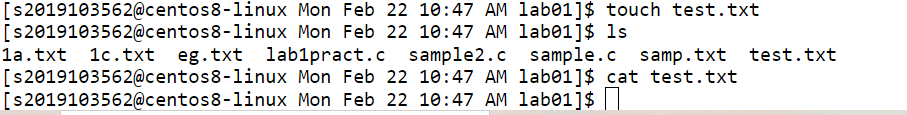 [s2019103562@centos8-linux Mon Feb 22 10:47 AM lab01]$ touch test.txt
[s2019103562@centos8-linux Mon Feb 22 10:47 AM lab01]$ ls
1a.txt  1c.txt  eg.txt  lab1pract.c  sample2.c  sample.c  samp.txt  test.txt
[s2019103562@centos8-linux Mon Feb 22 10:47 AM lab01]$ cat test.txt
[s2019103562@centos8-linux Mon Feb 22 10:47 AM lab01]$